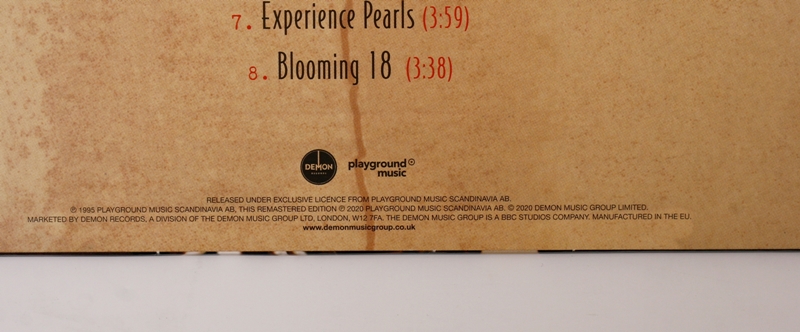 7. Experience Pearls (3:59)
8. Blooming 18 (3:38)
DEMON
RECORDS
playground
music
RELEASED UNDER EXCLUSIVE LICENCE FROM PLAYGROUND MUSIC SCANDINAVIA AB.
℗ 1995 PLAYGROUND MUSIC SCANDINAVIA AB, THIS REMASTERED EDITION ℗ 2020 PLAYGROUND MUSIC SCANDINAVIA AB. © 2020 DEMON MUSIC GROUP LIMITED.
MARKETED BY DEMON RECORDS, A DIVISION OF THE DEMON MUSIC GROUP LTD, LONDON, W12 7FA. THE DEMON MUSIC GROUP IS A BBC STUDIOS COMPANY. MANUFACTURED IN THE EU.
www.demonmusicgroup.co.uk